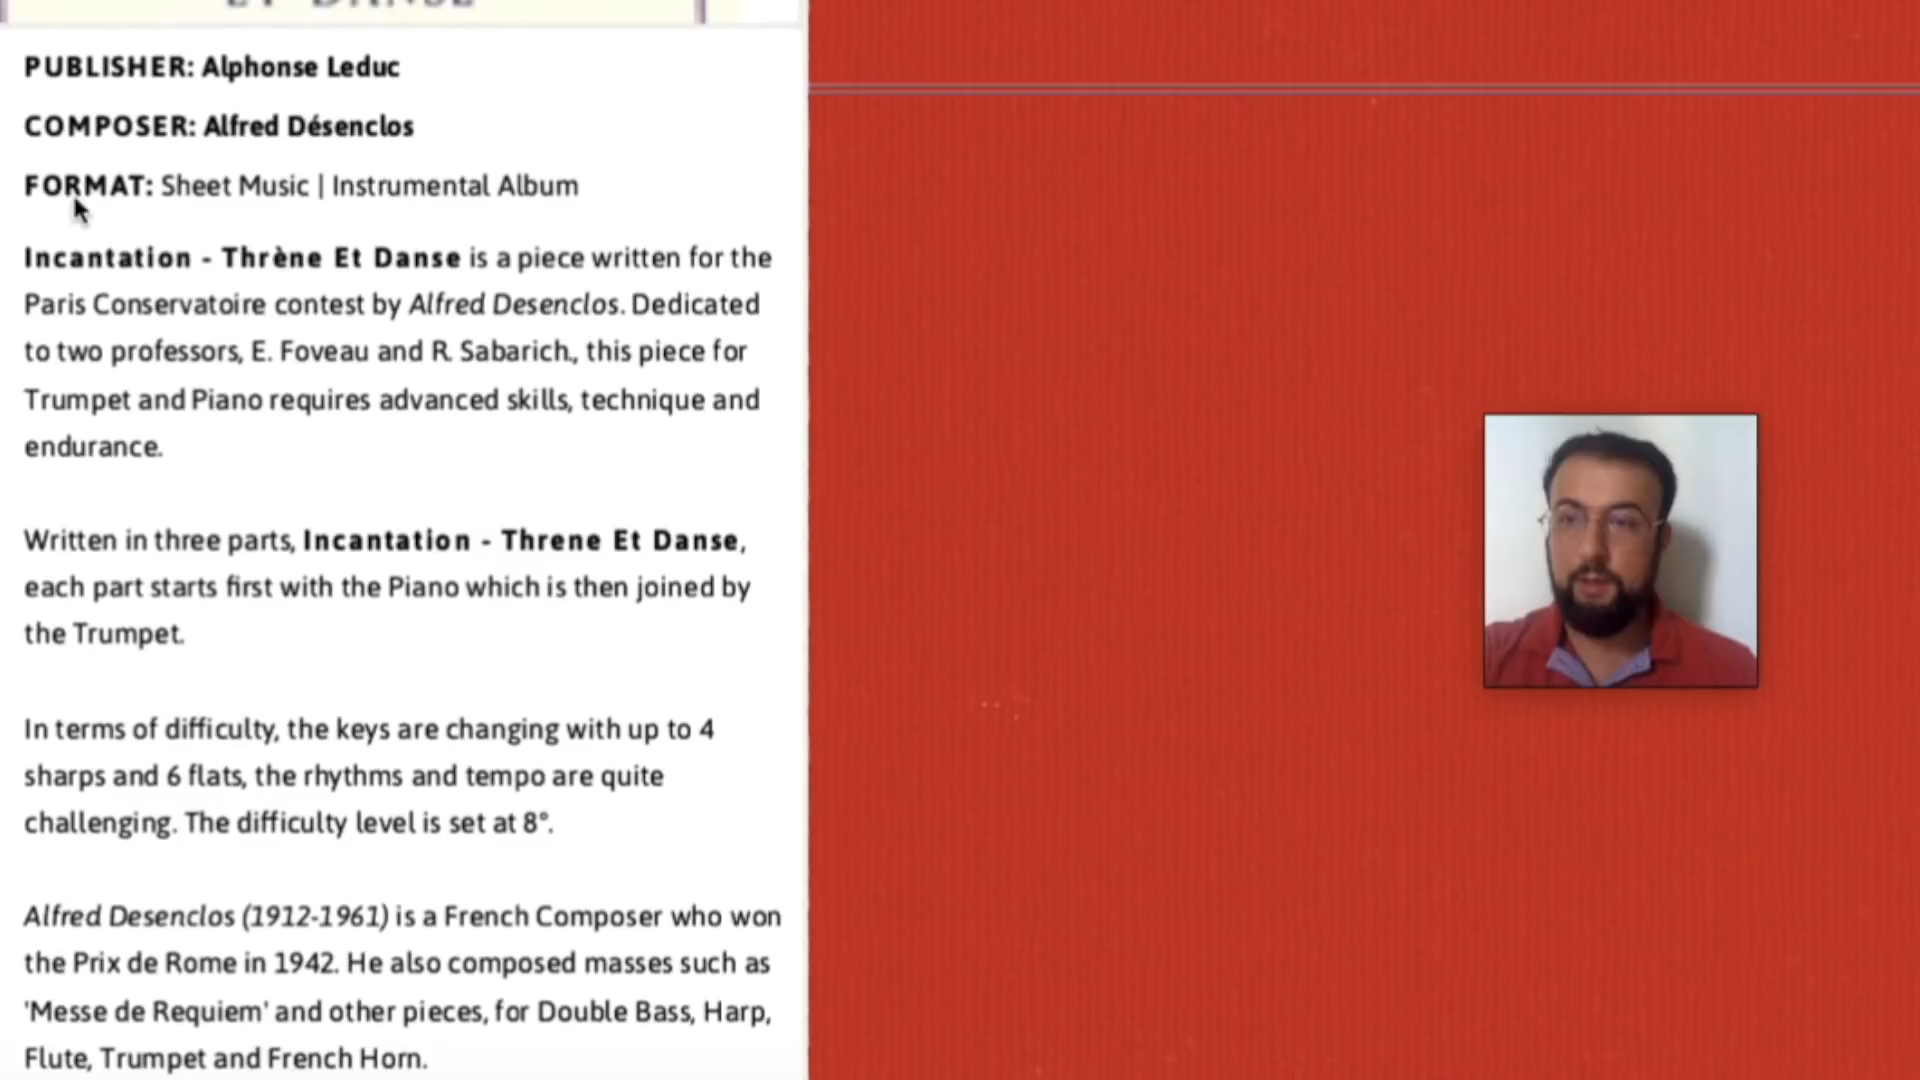 ET DANSE
PUBLISHER: Alphonse Leduc
COMPOSER: Alfred Désenclos
FORMAT: Sheet Music | Instrumental Album
Incantation - Thrène Et Danse is a piece written for the
Paris Conservatoire contest by Alfred Desenclos. Dedicated
to two professors, E. Foveau and R. Sabarich., this piece for
Trumpet and Piano requires advanced skills, technique and
endurance.
Written in three parts, Incantation - Threne Et Danse,
each part starts first with the Piano which is then joined by
the Trumpet.
In terms of difficulty, the keys are changing with up to 4
sharps and 6 flats, the rhythms and tempo are quite
challenging. The difficulty level is set at 8°.
Alfred Desenclos (1912-1961) is a French Composer who won
the Prix de Rome in 1942. He also composed masses such as
'Messe de Requiem' and other pieces, for Double Bass, Harp,
Flute, Trumpet and French Horn.